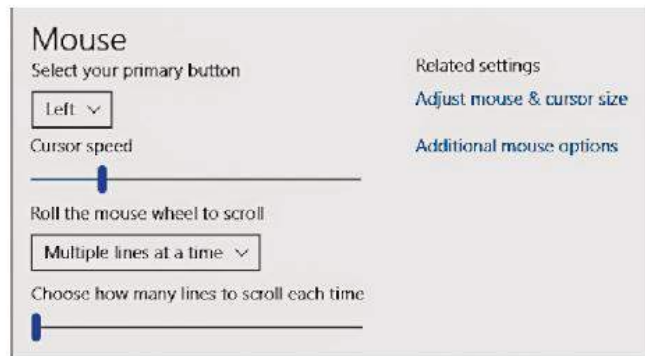 Mouse
Select your primary button
Left
Cursor speed
Roll the mouse wheel to scroll
Multiple lines at a time
Choose how many lines to scroll each time
Related settings
Adjust mouse & cursor size
Additional mouse options